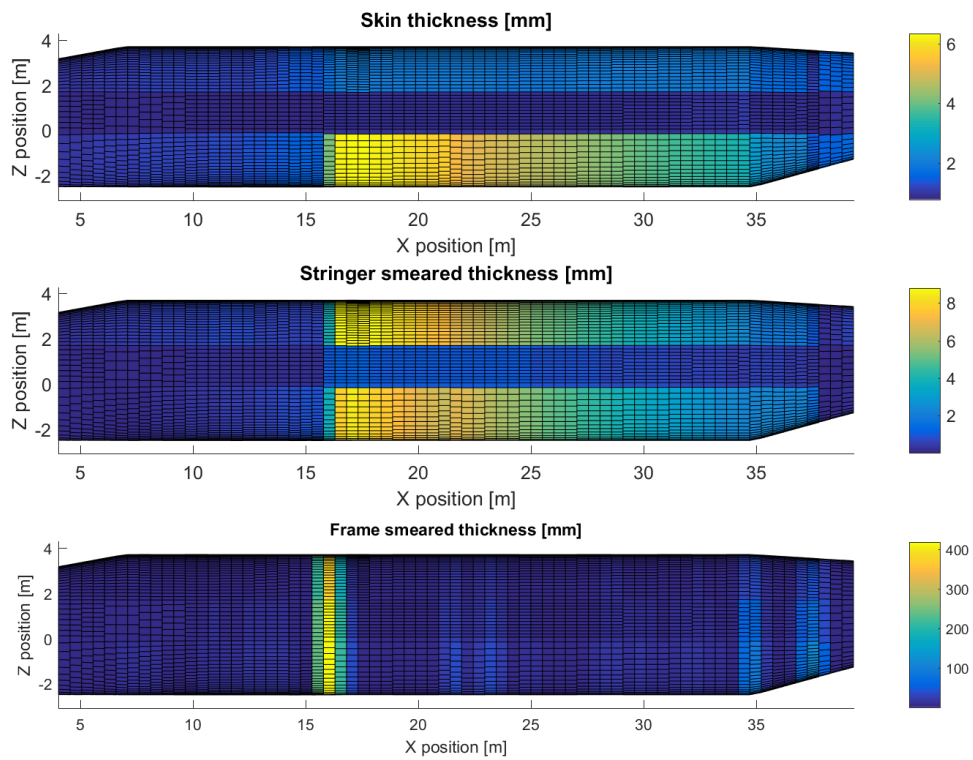 Skin thickness [mm]
4
2
0
-2
Z position [m]
5 10 15 20 25 30 35
X position [m]
6
4
2
Stringer smeared thickness [mm]
4
2
0
-2
Z position [m]
5 10 15 20 25 30 35
X position [m]
8
6
4
2
Frame smeared thickness [mm]
4
2
0
-2
Z position [m]
5 10 15 20 25 30 35
X position [m]
400
300
200
100